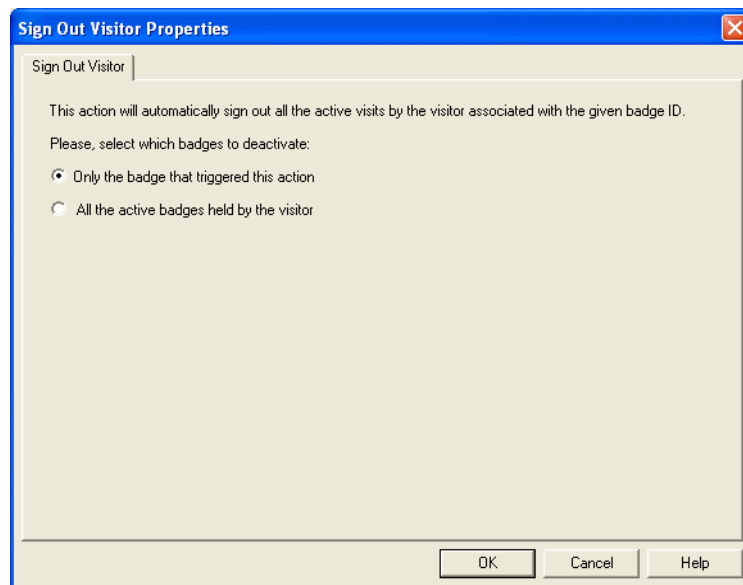 Sign Out Visitor Properties
Sign Out Visitor
This action will automatically sign out all the active visits by the visitor associated with the given badge ID.
Please, select which badges to deactivate:
Only the badge that triggered this action
All the active badges held by the visitor
OK Cancel Help